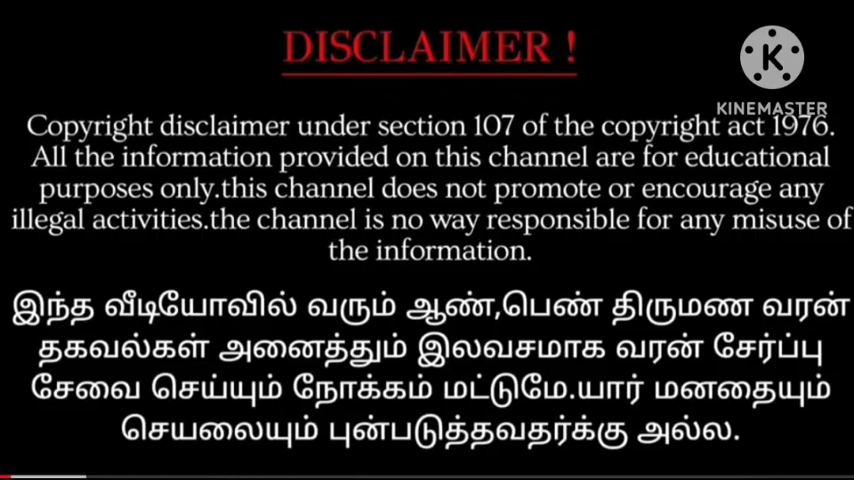 DISCLAIMER !
KINEMASTER
Copyright disclaimer under section 107 of the copyright act 1976.
All the information provided on this channel are for educational
purposes only.this channel does not promote or encourage any
illegal activities.the channel is no way responsible for any misuse of
the information.
இந்த வீடியோவில் வரும் ஆண்,பெண் திருமண வரன்
தகவல்கள் அனைத்தும் இலவசமாக வரன் சேர்ப்பு
சேவை செய்யும் நோக்கம் மட்டுமே.யார் மனதையும்
செயலையும் புன்படுத்தவதர்க்கு அல்ல.